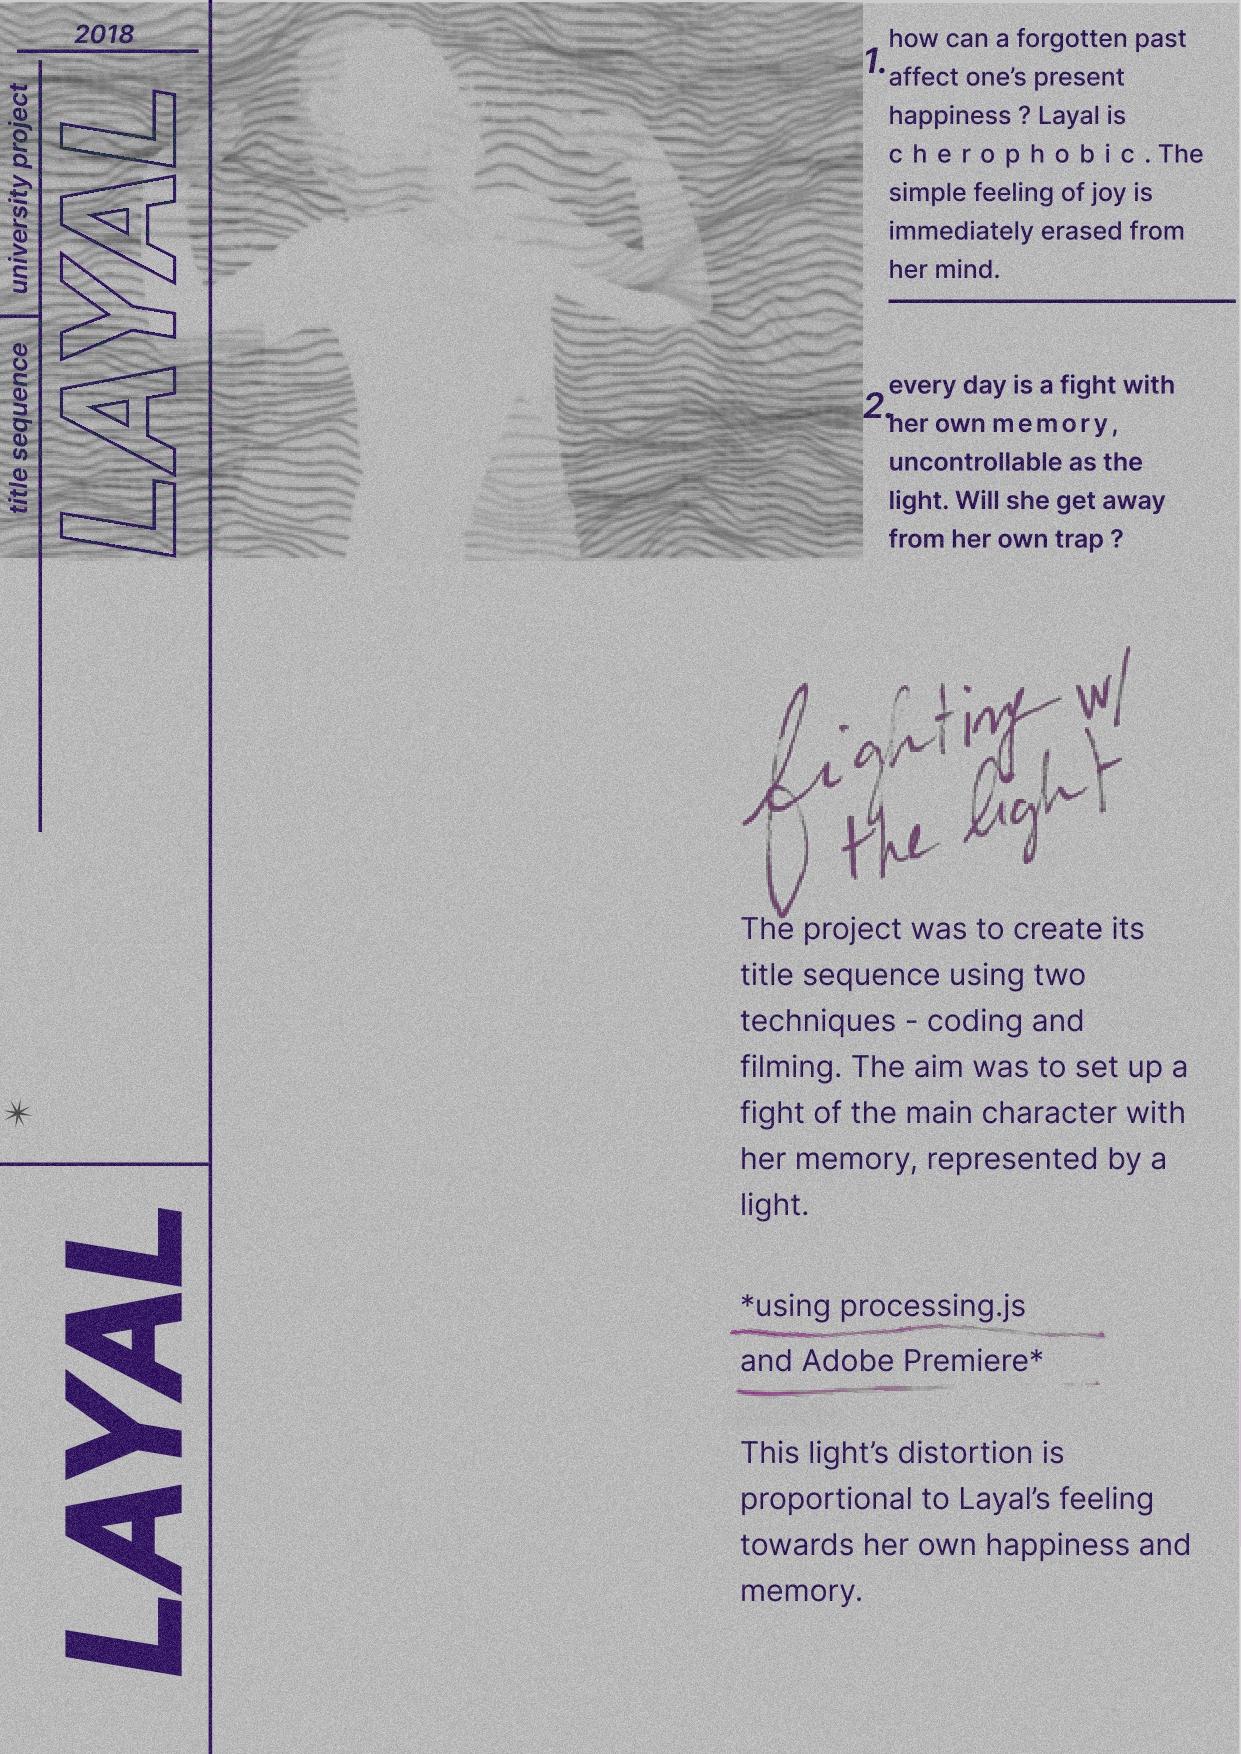 2018
university project
title sequence
LAYAL
1.
how can a forgotten past
affect one’s present
happiness ? Layal is
c h e r o p h o b i c . The
simple feeling of joy is
immediately erased from
her mind.
2.
every day is a fight with
her own m e m o r y ,
uncontrollable as the
light. Will she get away
from her own trap ?
fighting w/
the light
The project was to create its
title sequence using two
techniques - coding and
filming. The aim was to set up a
fight of the main character with
her memory, represented by a
light.
*using processing.js
and Adobe Premiere*
This light’s distortion is
proportional to Layal’s feeling
towards her own happiness and
memory.
LAYAL